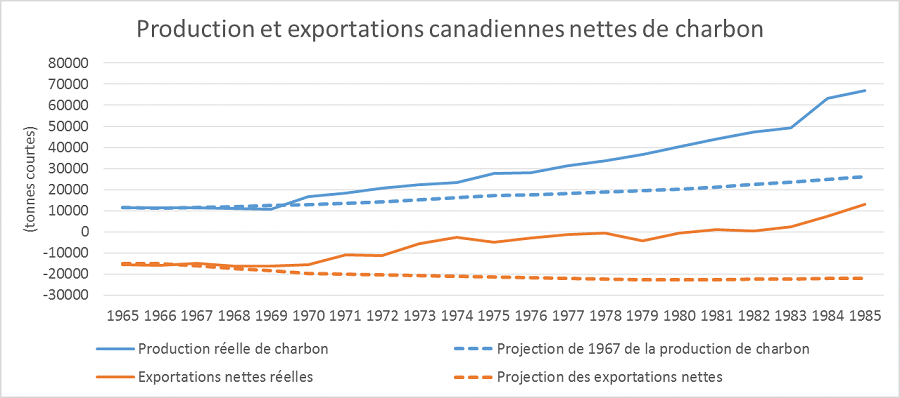 Production et exportations canadiennes nettes de charbon
(tonnes courtes)
80000
70000
60000
50000
40000
30000
20000
10000
0
-10000
-20000
-30000
1965 1966 1967 1968 1969 1970 1971 1972 1973 1974 1975 1976 1977 1978 1979 1980 1981 1982 1983 1984 1985
Production réelle de charbon Projection de 1967 de la production de charbon
Exportations nettes réelles Projection des exportations nettes